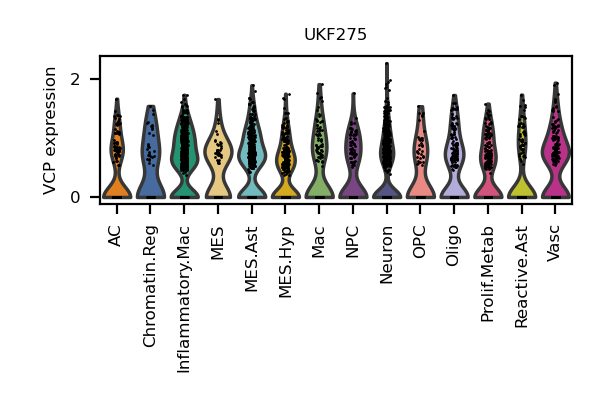 UKF275
VCP expression
2
0
AC
Chromatin.Reg
Inflammatory.Mac
MES
MES.Ast
MES.Hyp
Mac
NPC
Neuron
OPC
Oligo
Prolif.Metab
Reactive.Ast
Vasc